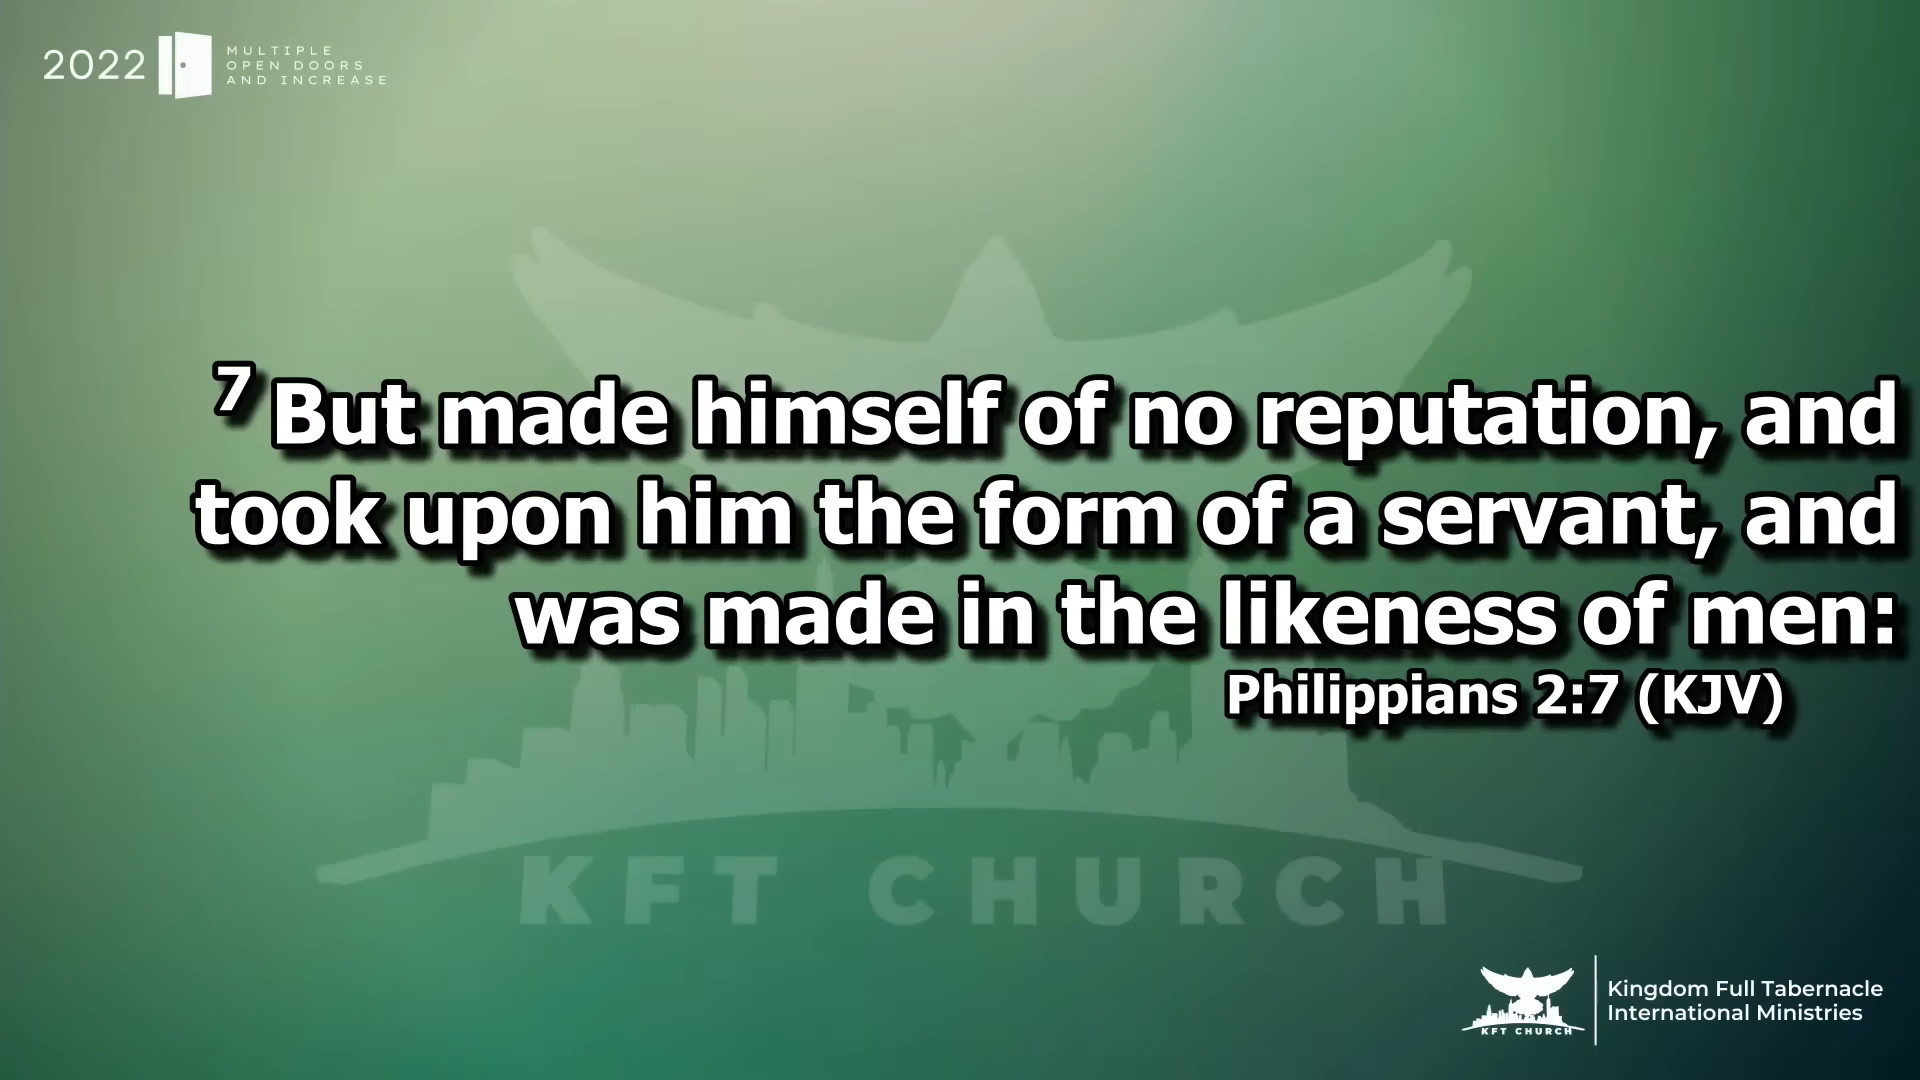 2022
MULTIPLE
OPEN DOORS
AND INCREASE
7 But made himself of no reputation, and
took upon him the form of a servant, and
was made in the likeness of men:
Philippians 2:7 (KJV)
KFT CHURCH
KFT CHURCH
Kingdom Full Tabernacle
International Ministries